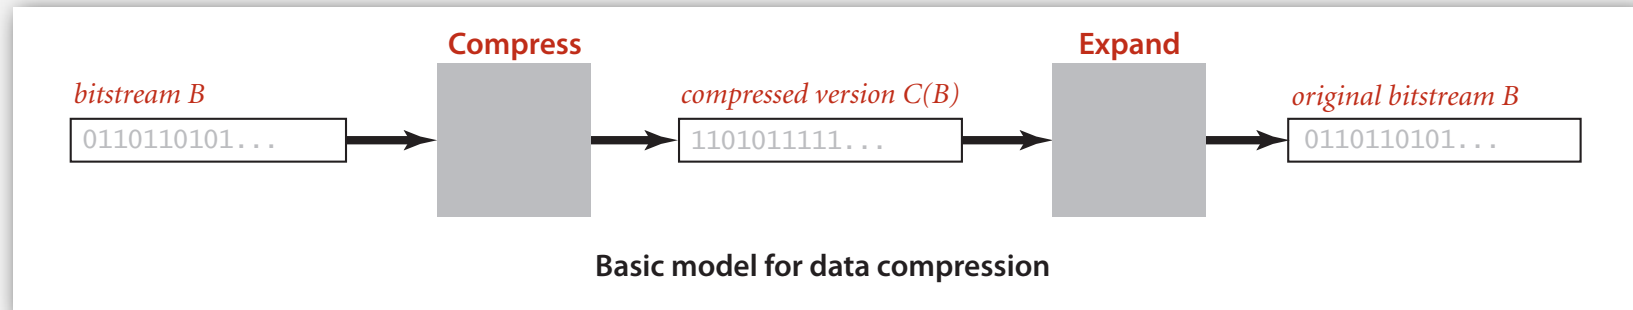 Compress
Expand
bitstream B
compressed version C(B)
original bitstream B
0110110101...
1101011111...
0110110101...
Basic model for data compression